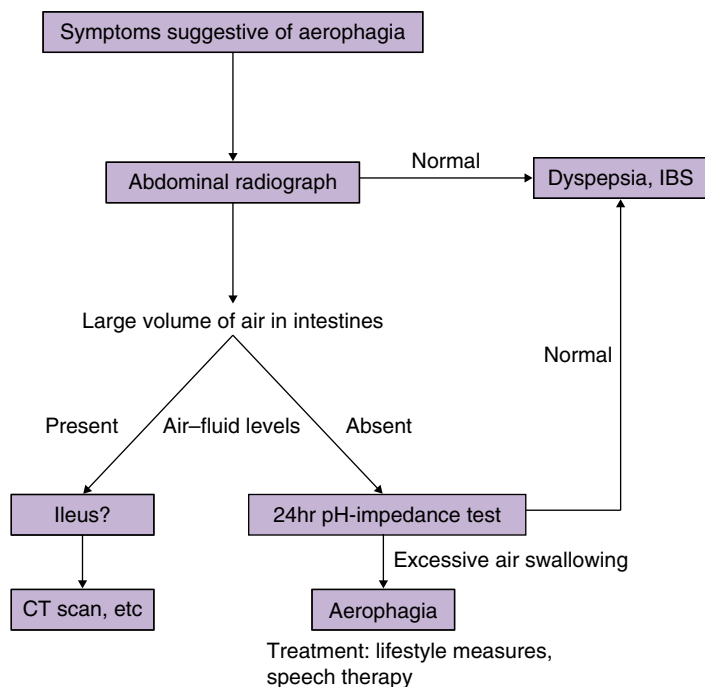 Symptoms suggestive of aerophagia
Normal
Abdominal radiograph
Dyspepsia, IBS
Large volume of air in intestines
Normal
Present
Air–fluid levels
Absent
Ileus?
24hr pH-impedance test
Excessive air swallowing
CT scan, etc
Aerophagia
Treatment: lifestyle measures,
speech therapy